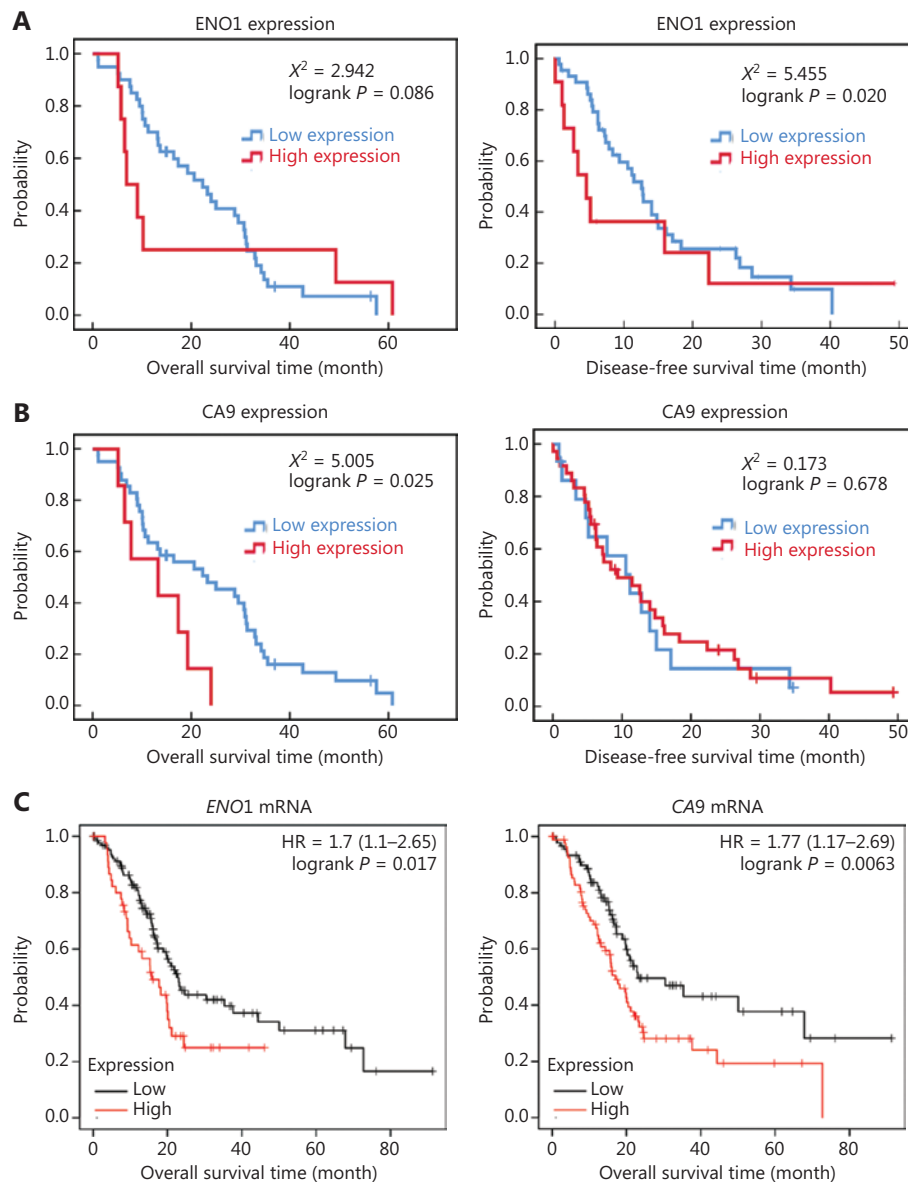 A
ENO1 expression
X² = 2.942
logrank P = 0.086
Low expression
High expression
Probability
1.0
0.8
0.6
0.4
0.2
0.0
0 20 40 60
Overall survival time (month)
ENO1 expression
X² = 5.455
logrank P = 0.020
Low expression
High expression
Probability
1.0
0.8
0.6
0.4
0.2
0.0
0 10 20 30 40 50
Disease-free survival time (month)
B
CA9 expression
X² = 5.005
logrank P = 0.025
Low expression
High expression
Probability
1.0
0.8
0.6
0.4
0.2
0.0
0 20 40 60
Overall survival time (month)
CA9 expression
X² = 0.173
logrank P = 0.678
Low expression
High expression
Probability
1.0
0.8
0.6
0.4
0.2
0.0
0 10 20 30 40 50
Disease-free survival time (month)
C
ENO1 mRNA
HR = 1.7 (1.1–2.65)
logrank P = 0.017
Probability
1.0
0.8
0.6
0.4
0.2
0.0
Expression
Low
High
0 20 40 60 80
Overall survival time (month)
CA9 mRNA
HR = 1.77 (1.17–2.69)
logrank P = 0.0063
Probability
1.0
0.8
0.6
0.4
0.2
0.0
Expression
Low
High
0 20 40 60 80
Overall survival time (month)